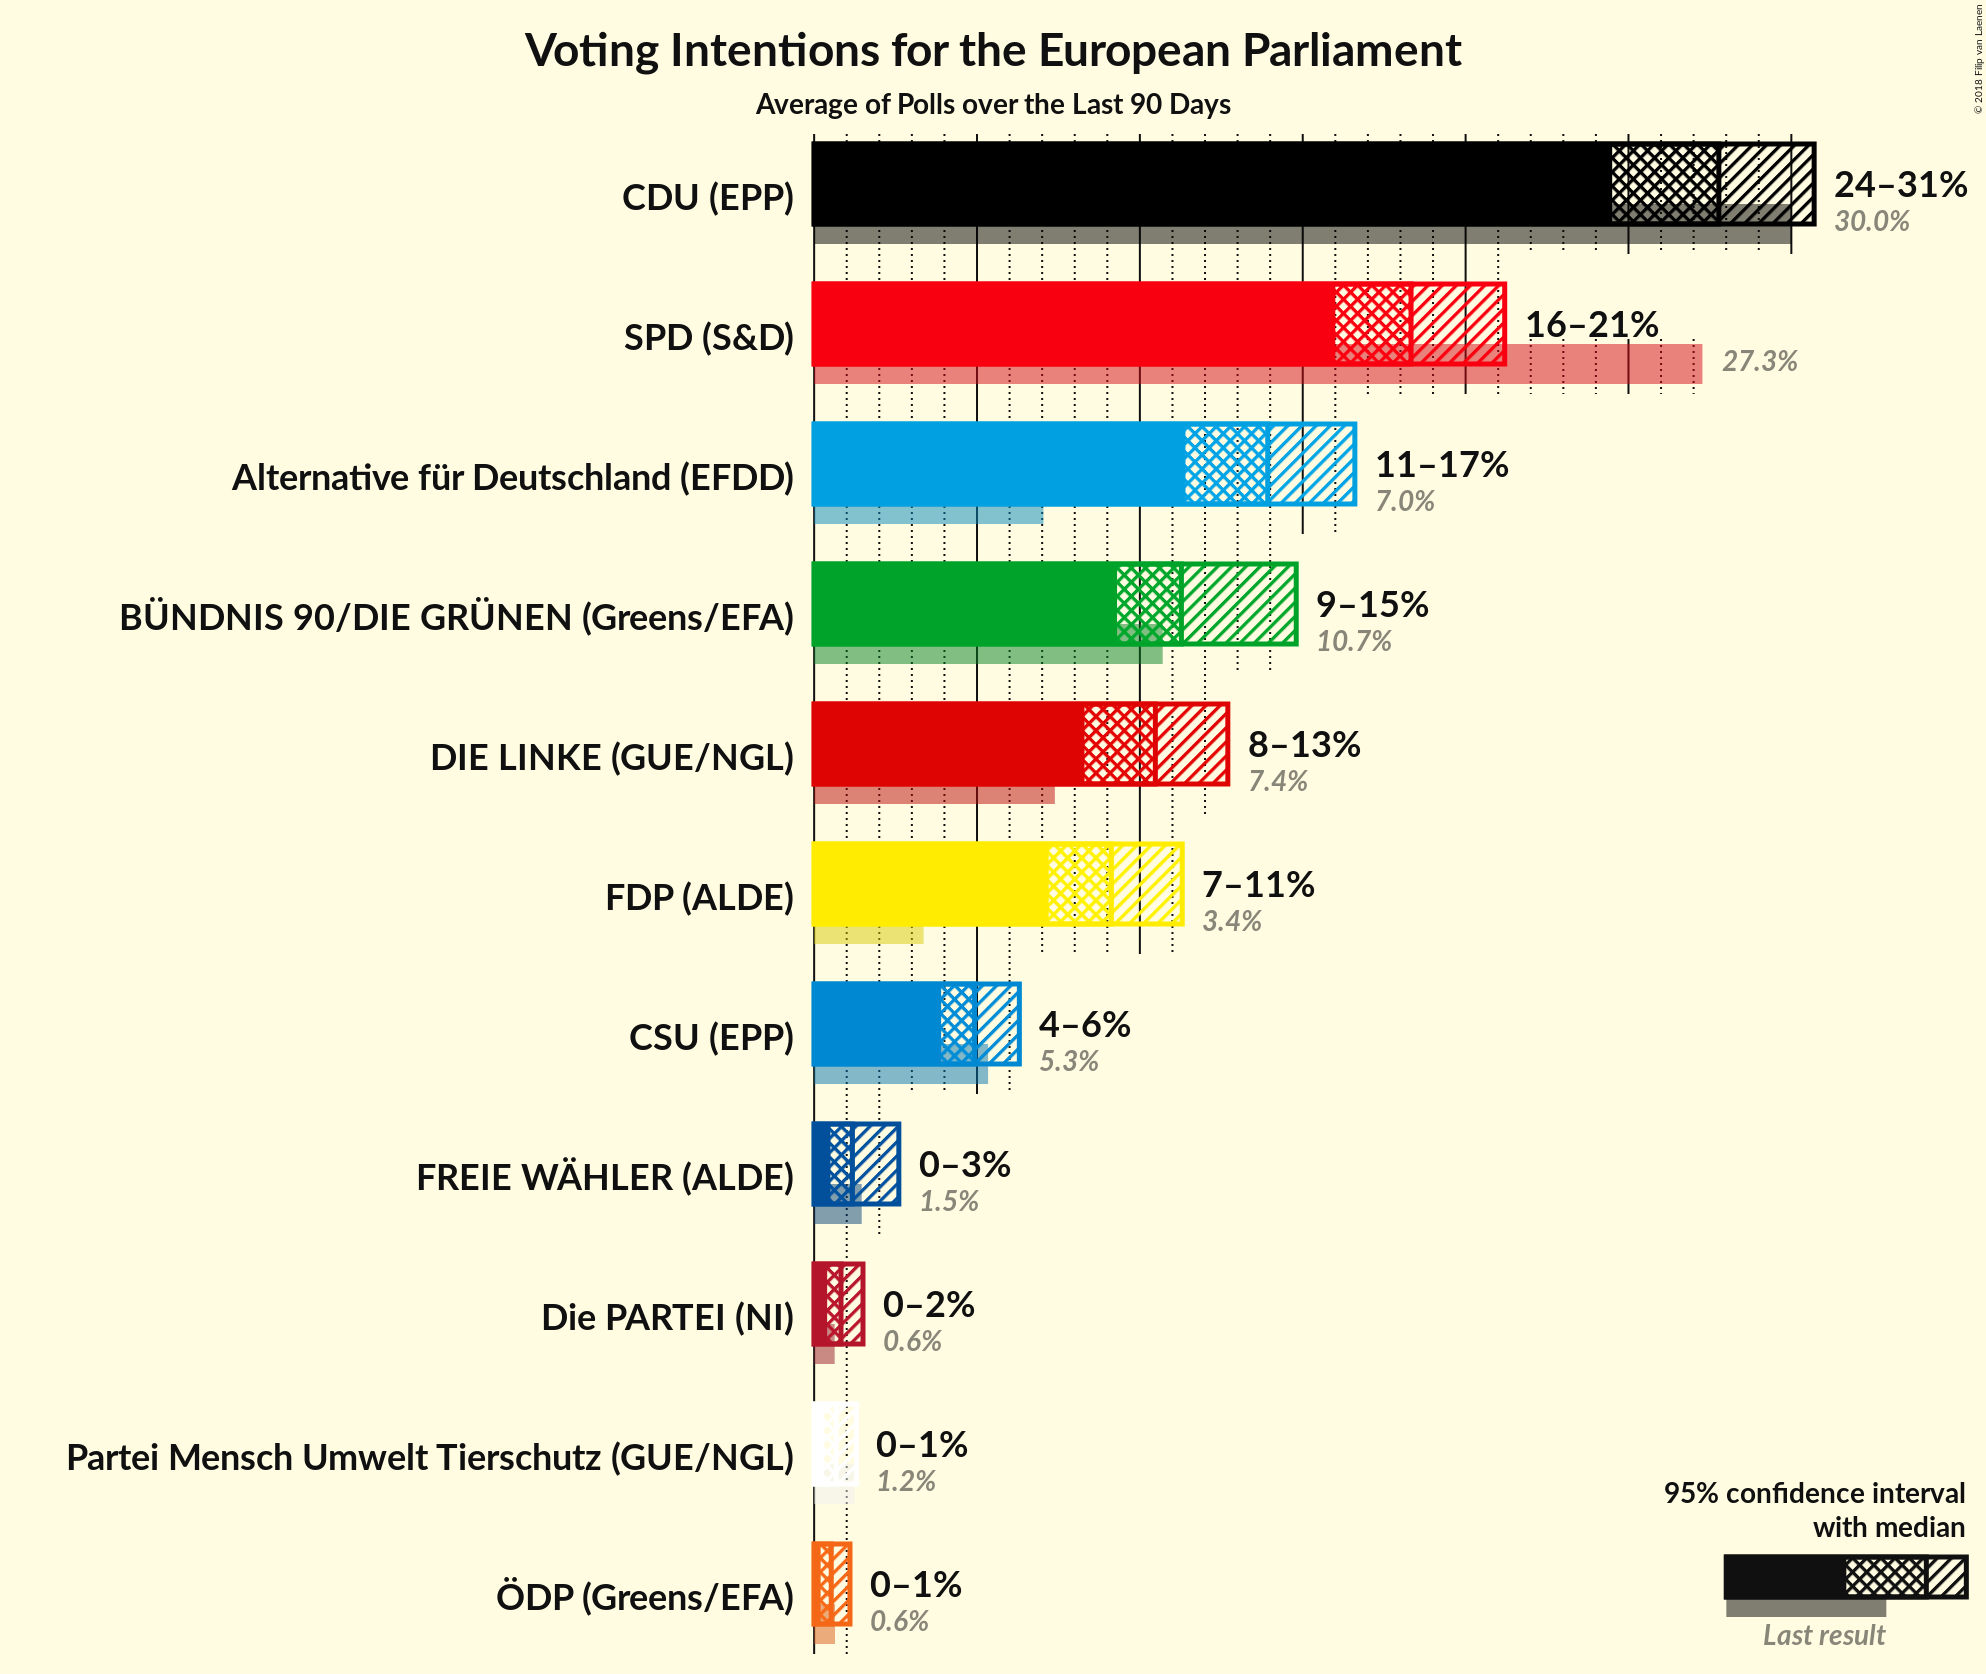 © 2018 Filip van Laenen
Voting Intentions for the European Parliament
Average of Polls over the Last 90 Days
CDU (EPP)
24–31%
30.0%
SPD (S&D)
16–21%
27.3%
Alternative für Deutschland (EFDD)
11–17%
7.0%
BÜNDNIS 90/DIE GRÜNEN (Greens/EFA)
9–15%
10.7%
DIE LINKE (GUE/NGL)
8–13%
7.4%
FDP (ALDE)
7–11%
3.4%
CSU (EPP)
4–6%
5.3%
FREIE WÄHLER (ALDE)
0–3%
1.5%
Die PARTEI (NI)
0–2%
0.6%
Partei Mensch Umwelt Tierschutz (GUE/NGL)
0–1%
1.2%
ÖDP (Greens/EFA)
0–1%
0.6%
95% confidence interval
with median
Last result